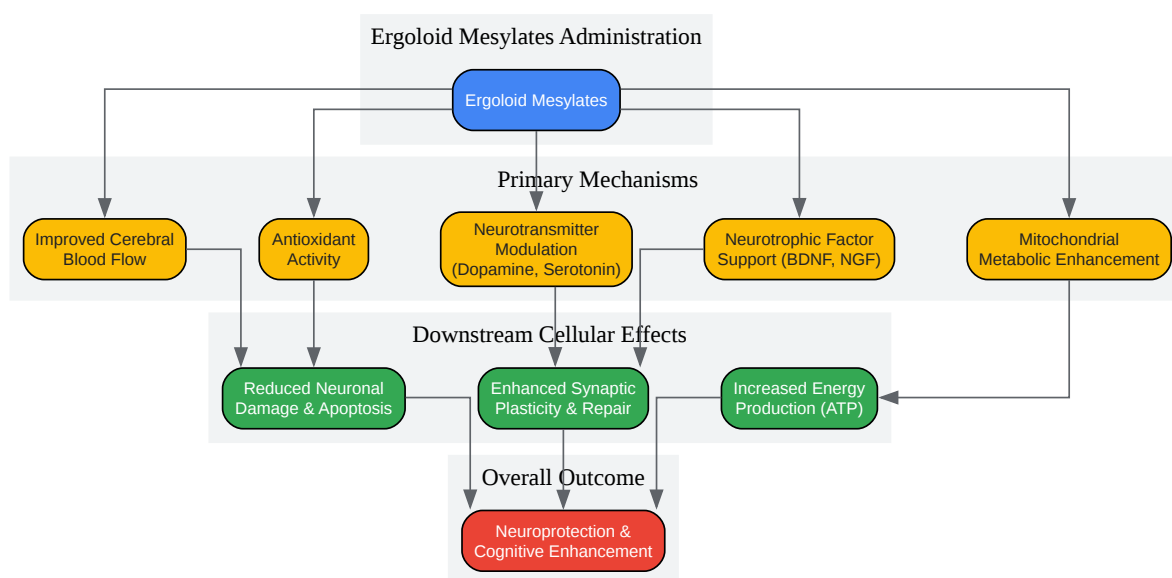 Ergoloid Mesylates Administration
Ergoloid Mesylates
Primary Mechanisms
Improved Cerebral
Blood Flow
Antioxidant
Activity
Neurotransmitter
Modulation
(Dopamine, Serotonin)
Neurotrophic Factor
Support (BDNF, NGF)
Mitochondrial
Metabolic Enhancement
Downstream Cellular Effects
Reduced Neuronal
Damage & Apoptosis
Enhanced Synaptic
Plasticity & Repair
Increased Energy
Production (ATP)
Overall Outcome
Neuroprotection &
Cognitive Enhancement